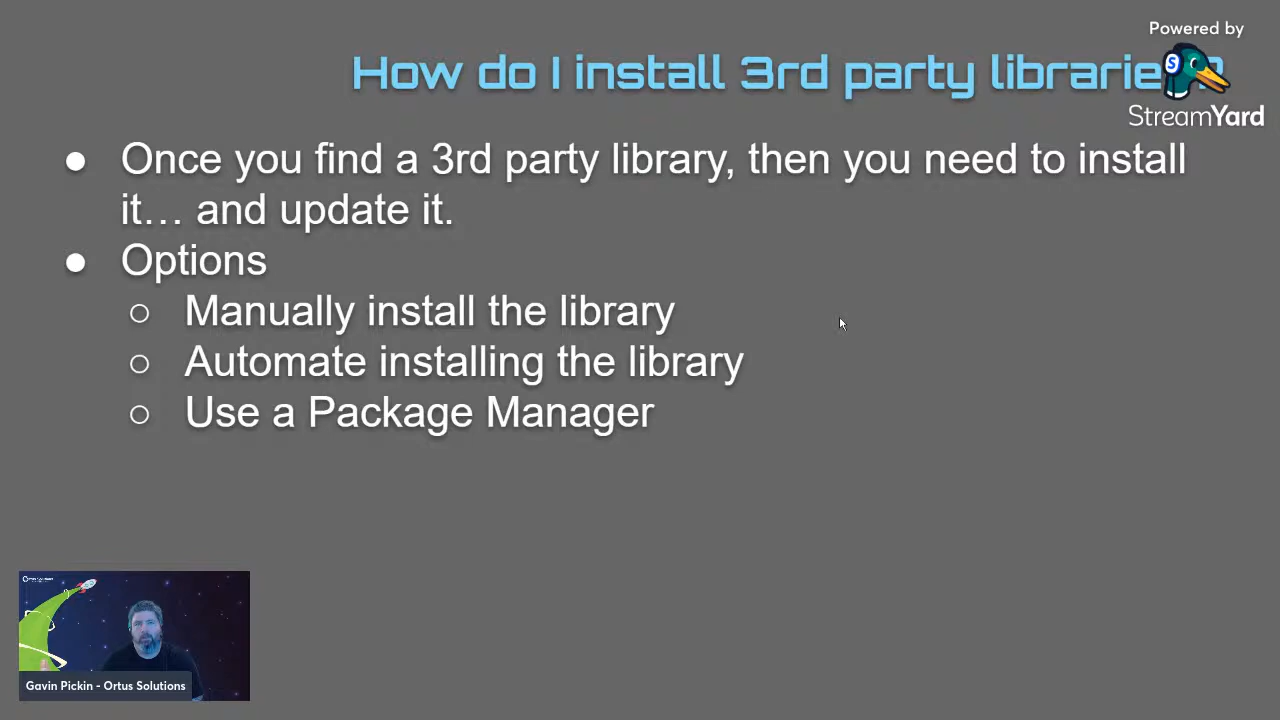 Powered by
How do I install 3rd party librarie
StreamYard
● Once you find a 3rd party library, then you need to install
it… and update it.
● Options
○ Manually install the library
○ Automate installing the library
○ Use a Package Manager
Gavin Pickin - Ortus Solutions